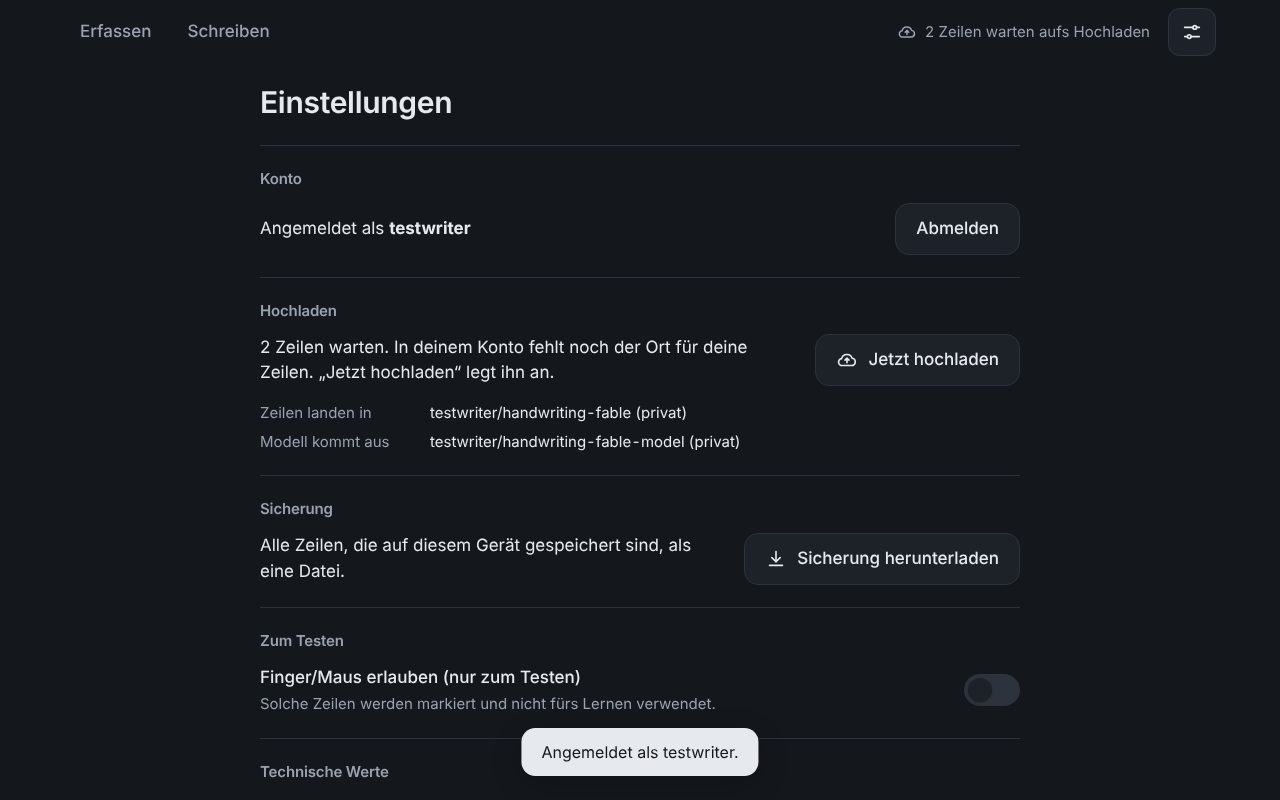 Erfassen Schreiben 2 Zeilen warten aufs Hochladen
Einstellungen
Konto
Angemeldet als testwriter Abmelden
Hochladen
2 Zeilen warten. In deinem Konto fehlt noch der Ort für deine
Zeilen. „Jetzt hochladen“ legt ihn an.
Jetzt hochladen
Zeilen landen in testwriter/handwriting-fable (privat)
Modell kommt aus testwriter/handwriting-fable-model (privat)
Sicherung
Alle Zeilen, die auf diesem Gerät gespeichert sind, als
eine Datei.
Sicherung herunterladen
Zum Testen
Finger/Maus erlauben (nur zum Testen)
Solche Zeilen werden markiert und nicht fürs Lernen verwendet.
Angemeldet als testwriter.
Technische Werte